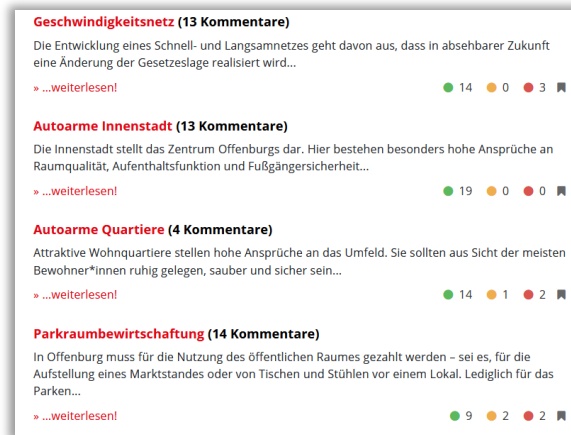 Geschwindigkeitsnetz (13 Kommentare)
Die Entwicklung eines Schnell- und Langsamnetzes geht davon aus, dass in absehbarer Zukunft
eine Änderung der Gesetzeslage realisiert wird...
» ...weiterlesen! 14 0 3
Autoarme Innenstadt (13 Kommentare)
Die Innenstadt stellt das Zentrum Offenburgs dar. Hier bestehen besonders hohe Ansprüche an
Raumqualität, Aufenthaltsfunktion und Fußgängersicherheit...
» ...weiterlesen! 19 0 0
Autoarme Quartiere (4 Kommentare)
Attraktive Wohnquartiere stellen hohe Ansprüche an das Umfeld. Sie sollten aus Sicht der meisten
Bewohner*innen ruhig gelegen, sauber und sicher sein...
» ...weiterlesen! 14 1 2
Parkraumbewirtschaftung (14 Kommentare)
In Offenburg muss für die Nutzung des öffentlichen Raumes gezahlt werden – sei es, für die
Aufstellung eines Marktstandes oder von Tischen und Stühlen vor einem Lokal. Lediglich für das
Parken...
» ...weiterlesen! 9 2 2